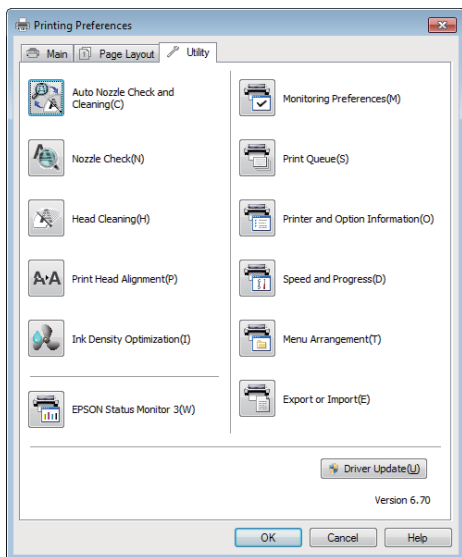 Printing Preferences
Main
Page Layout
Utility
Auto Nozzle Check and
Cleaning(C)
Nozzle Check(N)
Head Cleaning(H)
Print Head Alignment(P)
Ink Density Optimization(I)
EPSON Status Monitor 3(W)
Monitoring Preferences(M)
Print Queue(S)
Printer and Option Information(O)
Speed and Progress(D)
Menu Arrangement(T)
Export or Import(E)
Driver Update(U)
Version 6.70
OK
Cancel
Help